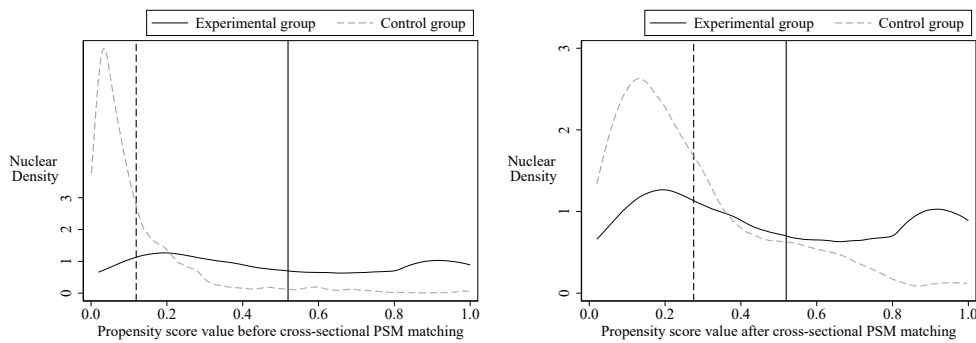 Experimental group Control group
Nuclear
Density
3
2
1
0
0.0 0.2 0.4 0.6 0.8 1.0
Propensity score value before cross-sectional PSM matching
Experimental group Control group
3
2
1
0
Nuclear
Density
0.0 0.2 0.4 0.6 0.8 1.0
Propensity score value after cross-sectional PSM matching